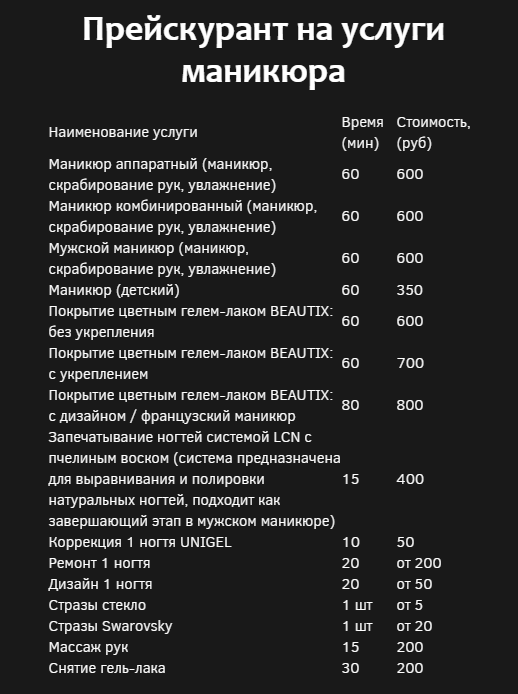 Прейскурант на услуги
маникюра
Наименование услуги Время (мин) Стоимость, (руб)
Маникюр аппаратный (маникюр,
скрабирование рук, увлажнение) 60 600
Маникюр комбинированный (маникюр,
скрабирование рук, увлажнение) 60 600
Мужской маникюр (маникюр,
скрабирование рук, увлажнение) 60 600
Маникюр (детский) 60 350
Покрытие цветным гелем-лаком BEAUTIX:
без укрепления 60 600
Покрытие цветным гелем-лаком BEAUTIX:
с укреплением 60 700
Покрытие цветным гелем-лаком BEAUTIX:
с дизайном / французский маникюр 80 800
Запечатывание ногтей системой LCN с
пчелиным воском (система предназначена
для выравнивания и полировки 15 400
натуральных ногтей, подходит как
завершающий этап в мужском маникюре)
Коррекция 1 ногтя UNIGEL 10 50
Ремонт 1 ногтя 20 от 200
Дизайн 1 ногтя 20 от 50
Стразы стекло 1 шт от 5
Стразы Swarovsky 1 шт от 20
Массаж рук 15 200
Снятие гель-лака 30 200